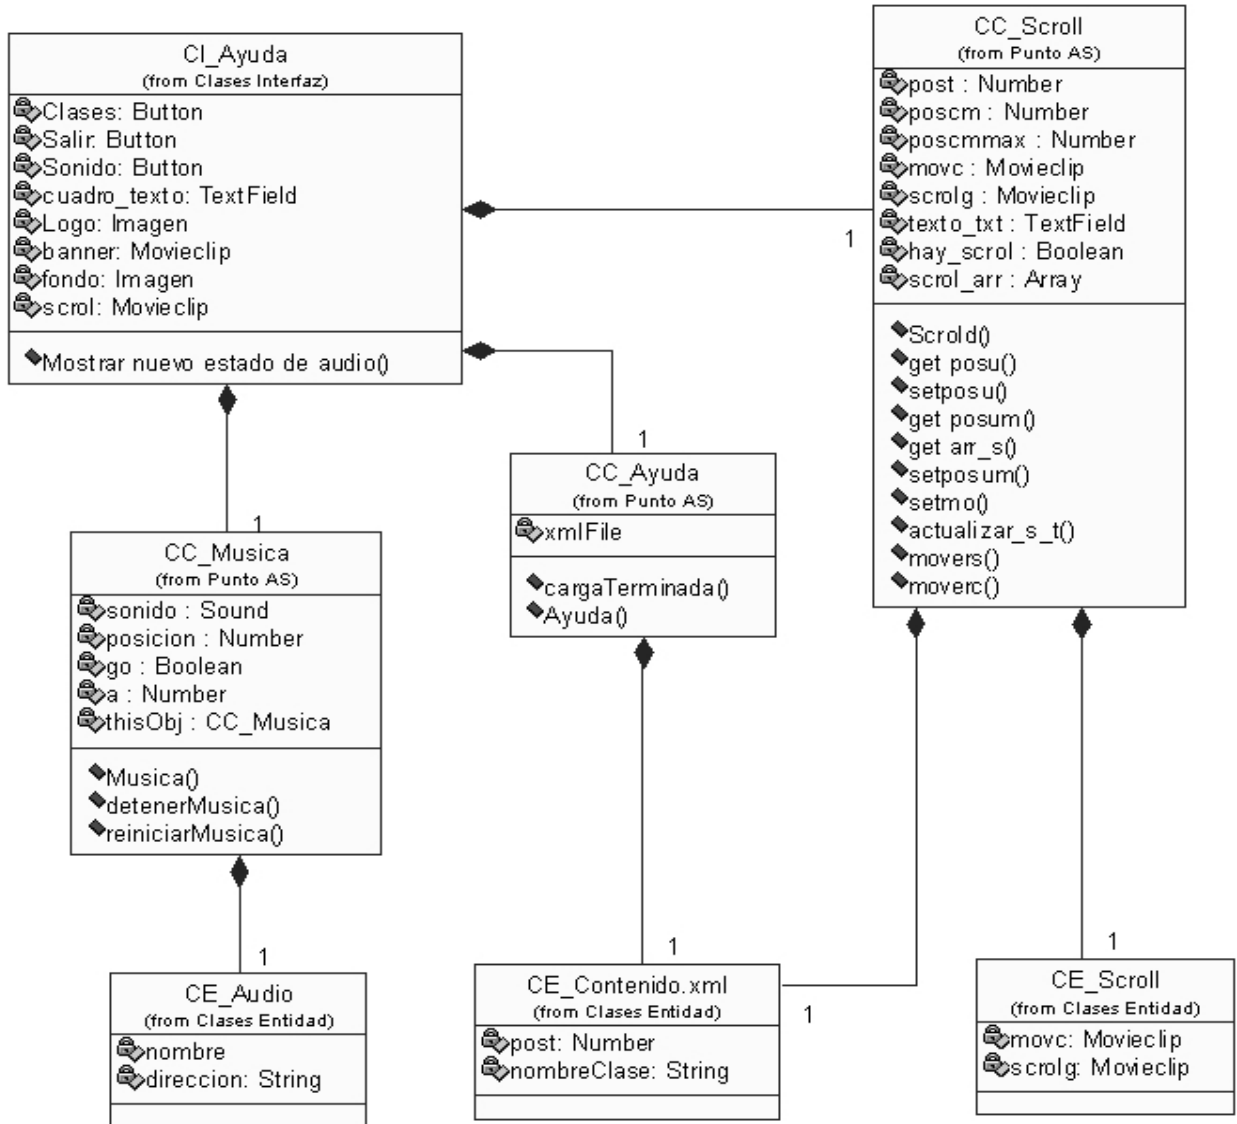 CI_Ayuda
(from Clases Interfaz)
Clases: Button
Salir: Button
Sonido: Button
cuadro_texto: TextField
Logo: Imagen
banner: Movieclip
fondo: Imagen
scrol: Movieclip
Mostrar nuevo estado de audio()
CC_Scroll
(from Punto AS)
post : Number
poscm : Number
poscmmax : Number
movc : Movieclip
scrolg : Movieclip
texto_txt : TextField
hay_scrol : Boolean
scrol_arr : Array
Scrold()
get posu()
setposu()
get posum()
get arr_s()
setposum()
setmo()
actualizar_s_t()
movers()
moverc()
1
1
1
CC_Ayuda
(from Punto AS)
xmlFile
cargaTerminada()
Ayuda()
CC_Musica
(from Punto AS)
sonido : Sound
posicion : Number
go : Boolean
a : Number
thisObj : CC_Musica
Musica()
detenerMusica()
reiniciarMusica()
1
1
1
1
CE_Audio
(from Clases Entidad)
nombre
direccion: String
CE_Contenido.xml
(from Clases Entidad)
post: Number
nombreClase: String
CE_Scroll
(from Clases Entidad)
movc: Movieclip
scrolg: Movieclip